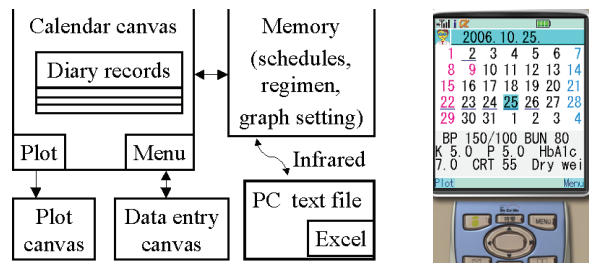 Calendar canvas
Diary records
Plot
Menu
Plot
canvas
Data entry
canvas
Memory
(schedules,
regimen,
graph setting)
Infrared
PC text file
Excel
2006.10.25.
1 2 3 4 5 6 7
8 9 10 11 12 13 14
15 16 17 18 19 20 21
22 23 24 25 26 27 28
29 30 31 1 2 3 4
BP 150/100 BUN 80
K 5.0 P 5.0 HbA1c
7.0 CRT 55 Dry wei
Plot Menu
MENU